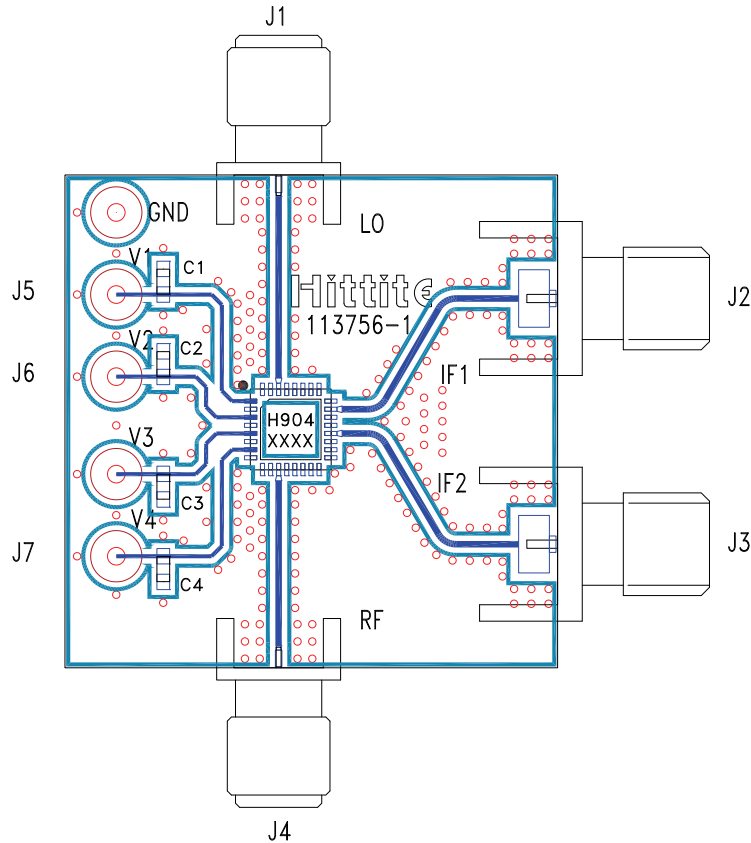 J1
GND
LO
V1
C1
J5
Hittite
J2
113756-1
V2
C2
J6
IF1
H904
XXXX
V3
IF2
C3
V4
J7
J3
C4
RF
J4